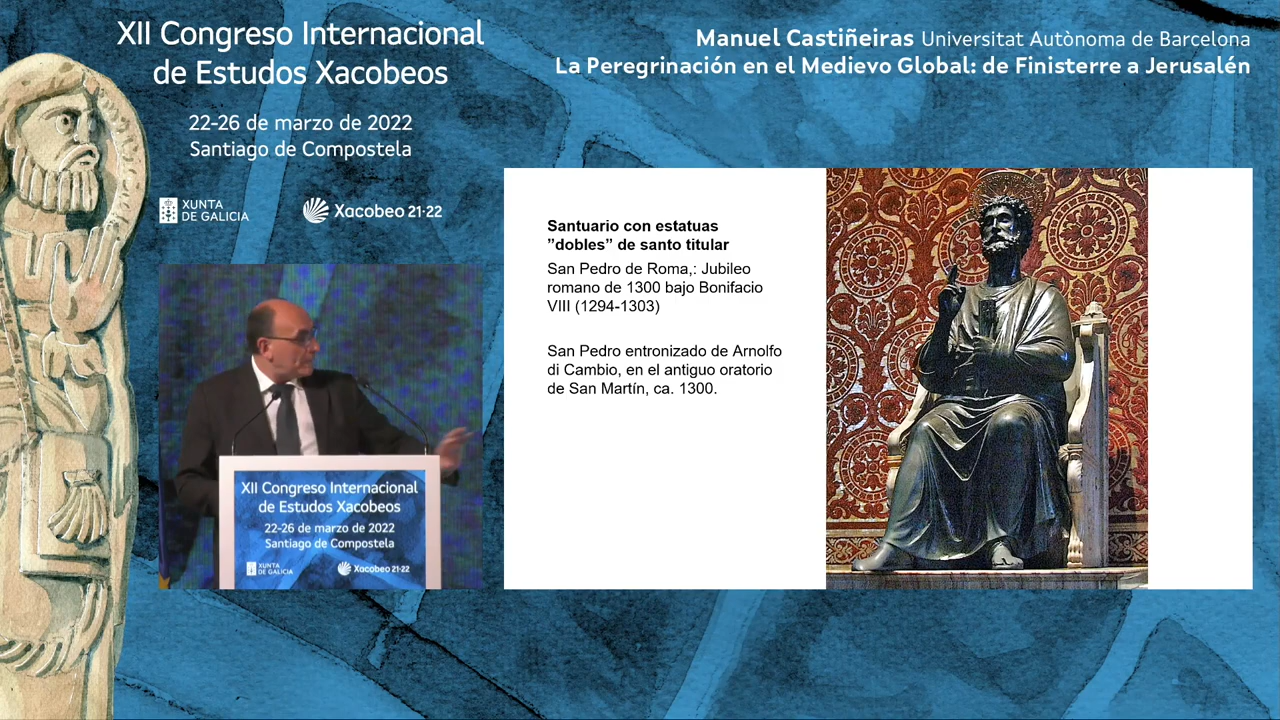 XII Congreso Internacional
de Estudos Xacobeos
22-26 de marzo de 2022
Santiago de Compostela
XUNTA
DE GALICIA
Xacobeo 21·22
Manuel Castiñeiras Universitat Autònoma de Barcelona
La Peregrinación en el Medievo Global: de Finisterre a Jerusalén
Santuario con estatuas
”dobles” de santo titular
San Pedro de Roma,: Jubileo
romano de 1300 bajo Bonifacio
VIII (1294-1303)
San Pedro entronizado de Arnolfo
di Cambio, en el antiguo oratorio
de San Martín, ca. 1300.
XII Congreso Internacional
de Estudos Xacobeos
22-26 de marzo de 2022
Santiago de Compostela
XUNTA
DE GALICIA
Xacobeo 21·22